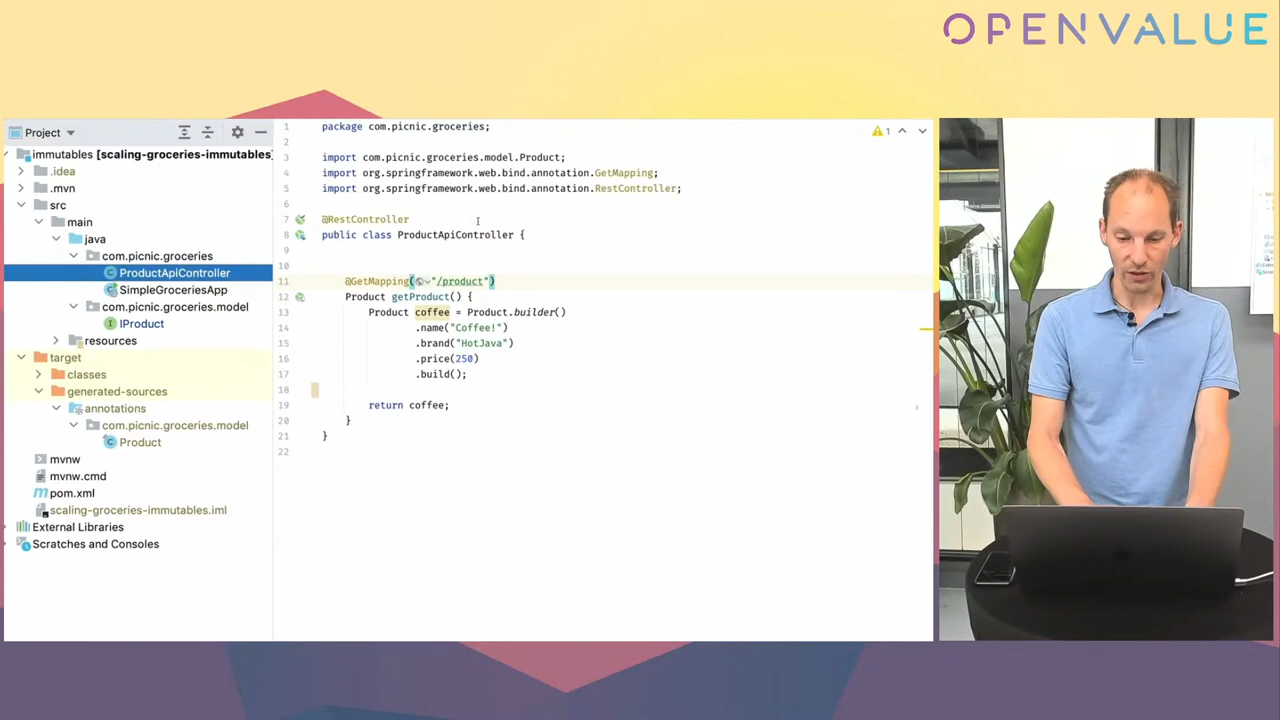 OPENVALUE
Project
immutables [scaling-groceries-immutables]
.idea
.mvn
src
main
java
com.picnic.groceries
ProductApiController
SimpleGroceriesApp
com.picnic.groceries.model
IProduct
resources
target
classes
generated-sources
annotations
com.picnic.groceries.model
Product
mvnw
mvnw.cmd
pom.xml
scaling-groceries-immutables.iml
External Libraries
Scratches and Consoles
1
1 package com.picnic.groceries;
2
3 import com.picnic.groceries.model.Product;
4 import org.springframework.web.bind.annotation.GetMapping;
5 import org.springframework.web.bind.annotation.RestController;
6
7 @RestController
8 public class ProductApiController {
9
10
11 @GetMapping("/product")
12 Product getProduct() {
13 Product coffee = Product.builder()
14 .name("Coffee!")
15 .brand("HotJava")
16 .price(250)
17 .build();
18
19 return coffee;
20 }
21 }
22